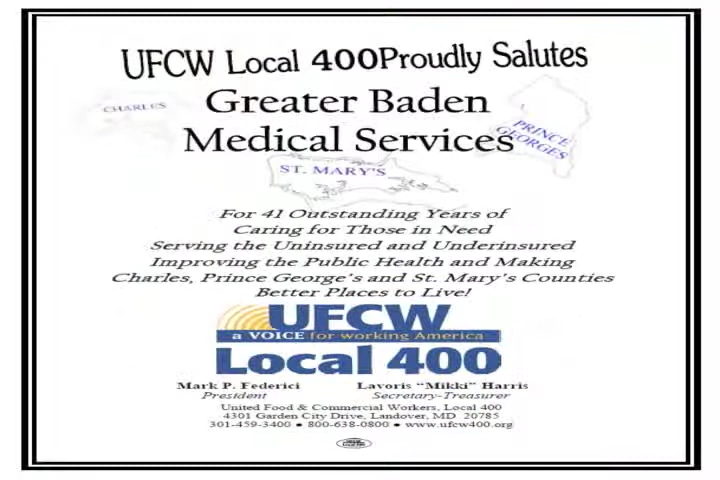 UFCW Local 400Proudly Salutes
CHARLES
Greater Baden
Medical Services
PRINCE
GEORGES
ST. MARY'S
For 41 Outstanding Years of
Caring for Those in Need
Serving the Uninsured and Underinsured
Improving the Public Health and Making
Charles, Prince George's and St. Mary's Counties
Better Places to Live!
UFCW
a VOICE for working America
Local 400
Mark P. Federici Lavoris "Mikki" Harris
President Secretary-Treasurer
United Food & Commercial Workers, Local 400
4301 Garden City Drive, Landover, MD 20785
301-459-3400 • 800-638-0800 • www.ufcw400.org